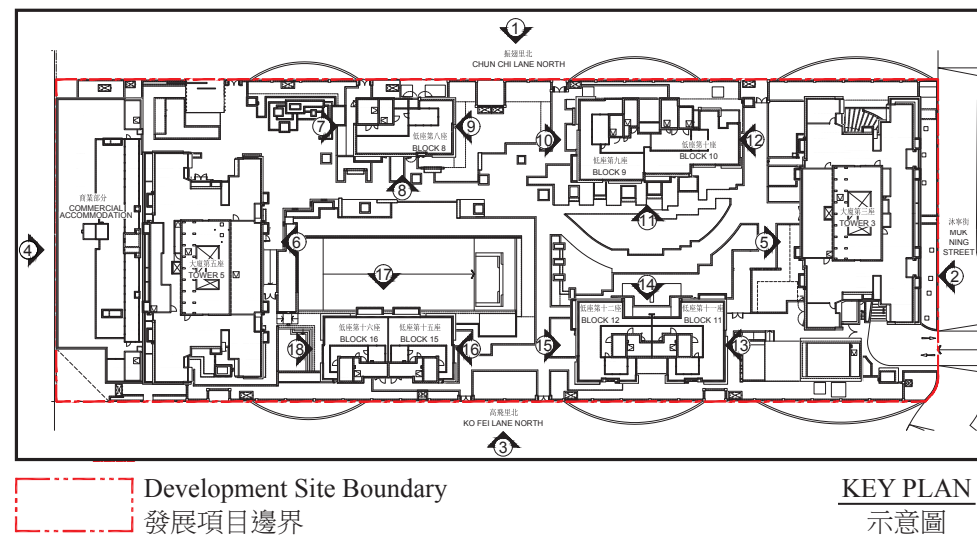 1
振翅里北
CHUN CHI LANE NORTH
7
低座第八座
BLOCK 8
9
10
低座第十座
BLOCK 10
低座第九座
BLOCK 9
12
8
商業部分
COMMERCIAL
ACCOMMODATION
4
大廈第五座
TOWER 5
6
11
5
大廈第三座
TOWER 3
沐寧街
MUK
NING
STREET
2
17
14
低座第十六座
BLOCK 16
低座第十五座
BLOCK 15
低座第十二座
BLOCK 12
低座第十一座
BLOCK 11
18
16
15
13
高飛里北
KO FEI LANE NORTH
3
Development Site Boundary
發展項目邊界
KEY PLAN
示意圖